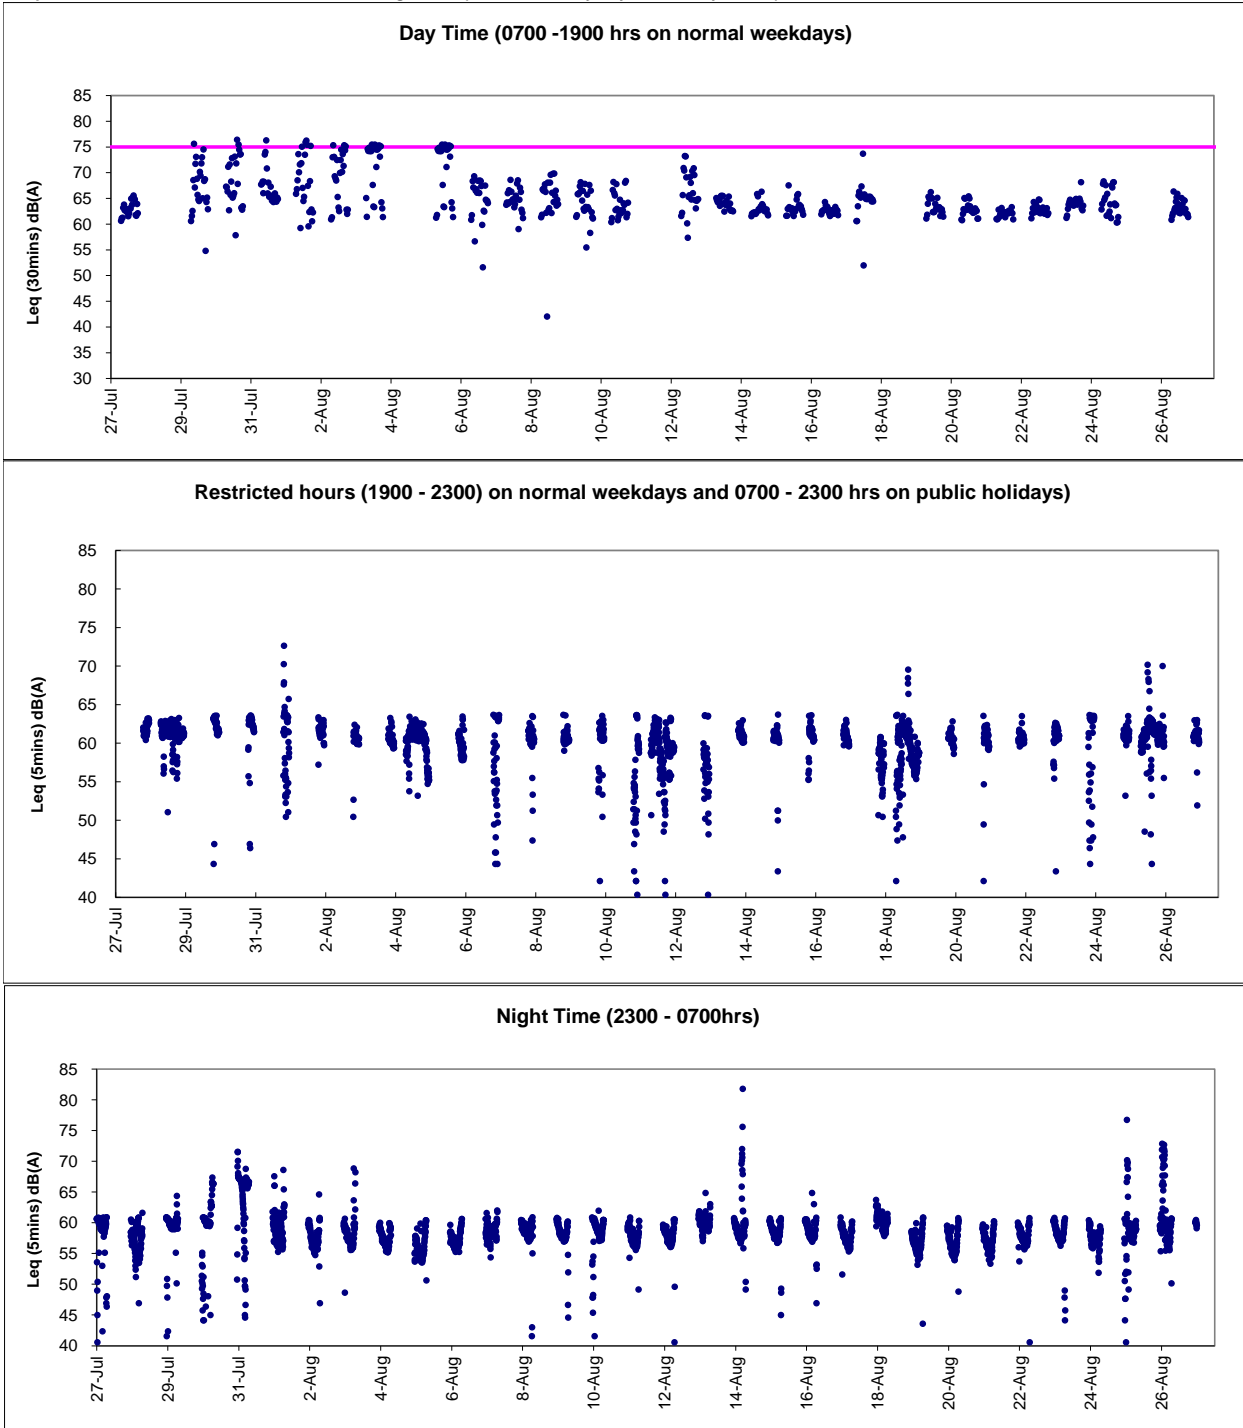 Day Time (0700 -1900 hrs on normal weekdays)
Leq (30mins) dB(A)
85
80
75
70
65
60
55
50
45
40
35
30
27-Jul
29-Jul
31-Jul
2-Aug
4-Aug
6-Aug
8-Aug
10-Aug
12-Aug
14-Aug
16-Aug
18-Aug
20-Aug
22-Aug
24-Aug
26-Aug
Restricted hours (1900 - 2300) on normal weekdays and 0700 - 2300 hrs on public holidays)
Leq (5mins) dB(A)
85
80
75
70
65
60
55
50
45
40
27-Jul
29-Jul
31-Jul
2-Aug
4-Aug
6-Aug
8-Aug
10-Aug
12-Aug
14-Aug
16-Aug
18-Aug
20-Aug
22-Aug
24-Aug
26-Aug
Night Time (2300 - 0700hrs)
Leq (5mins) dB(A)
85
80
75
70
65
60
55
50
45
40
27-Jul
29-Jul
31-Jul
2-Aug
4-Aug
6-Aug
8-Aug
10-Aug
12-Aug
14-Aug
16-Aug
18-Aug
20-Aug
22-Aug
24-Aug
26-Aug